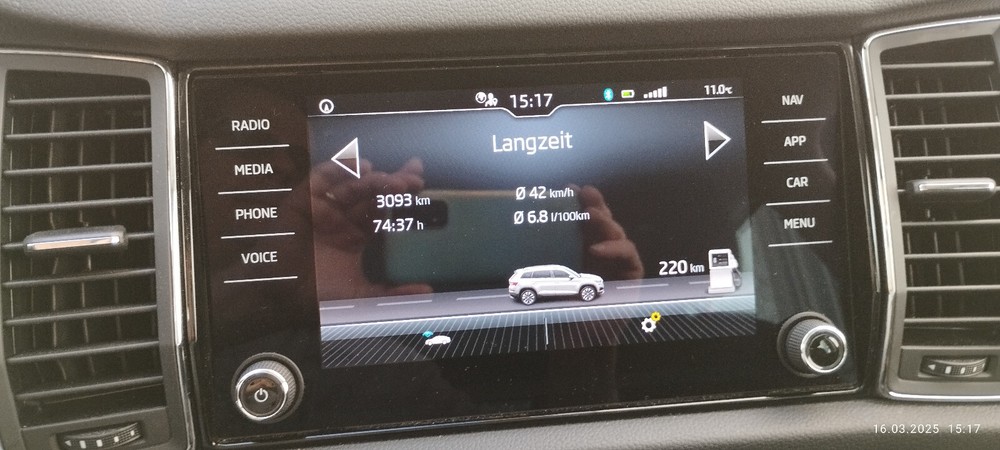 15:17
11.0°C
RADIO
MEDIA
PHONE
VOICE
Langzeit
3093 km
Ø 42 km/h
74:37 h
Ø 6.8 l/100km
220 km
NAV
APP
CAR
MENU
16.03.2025 15:17